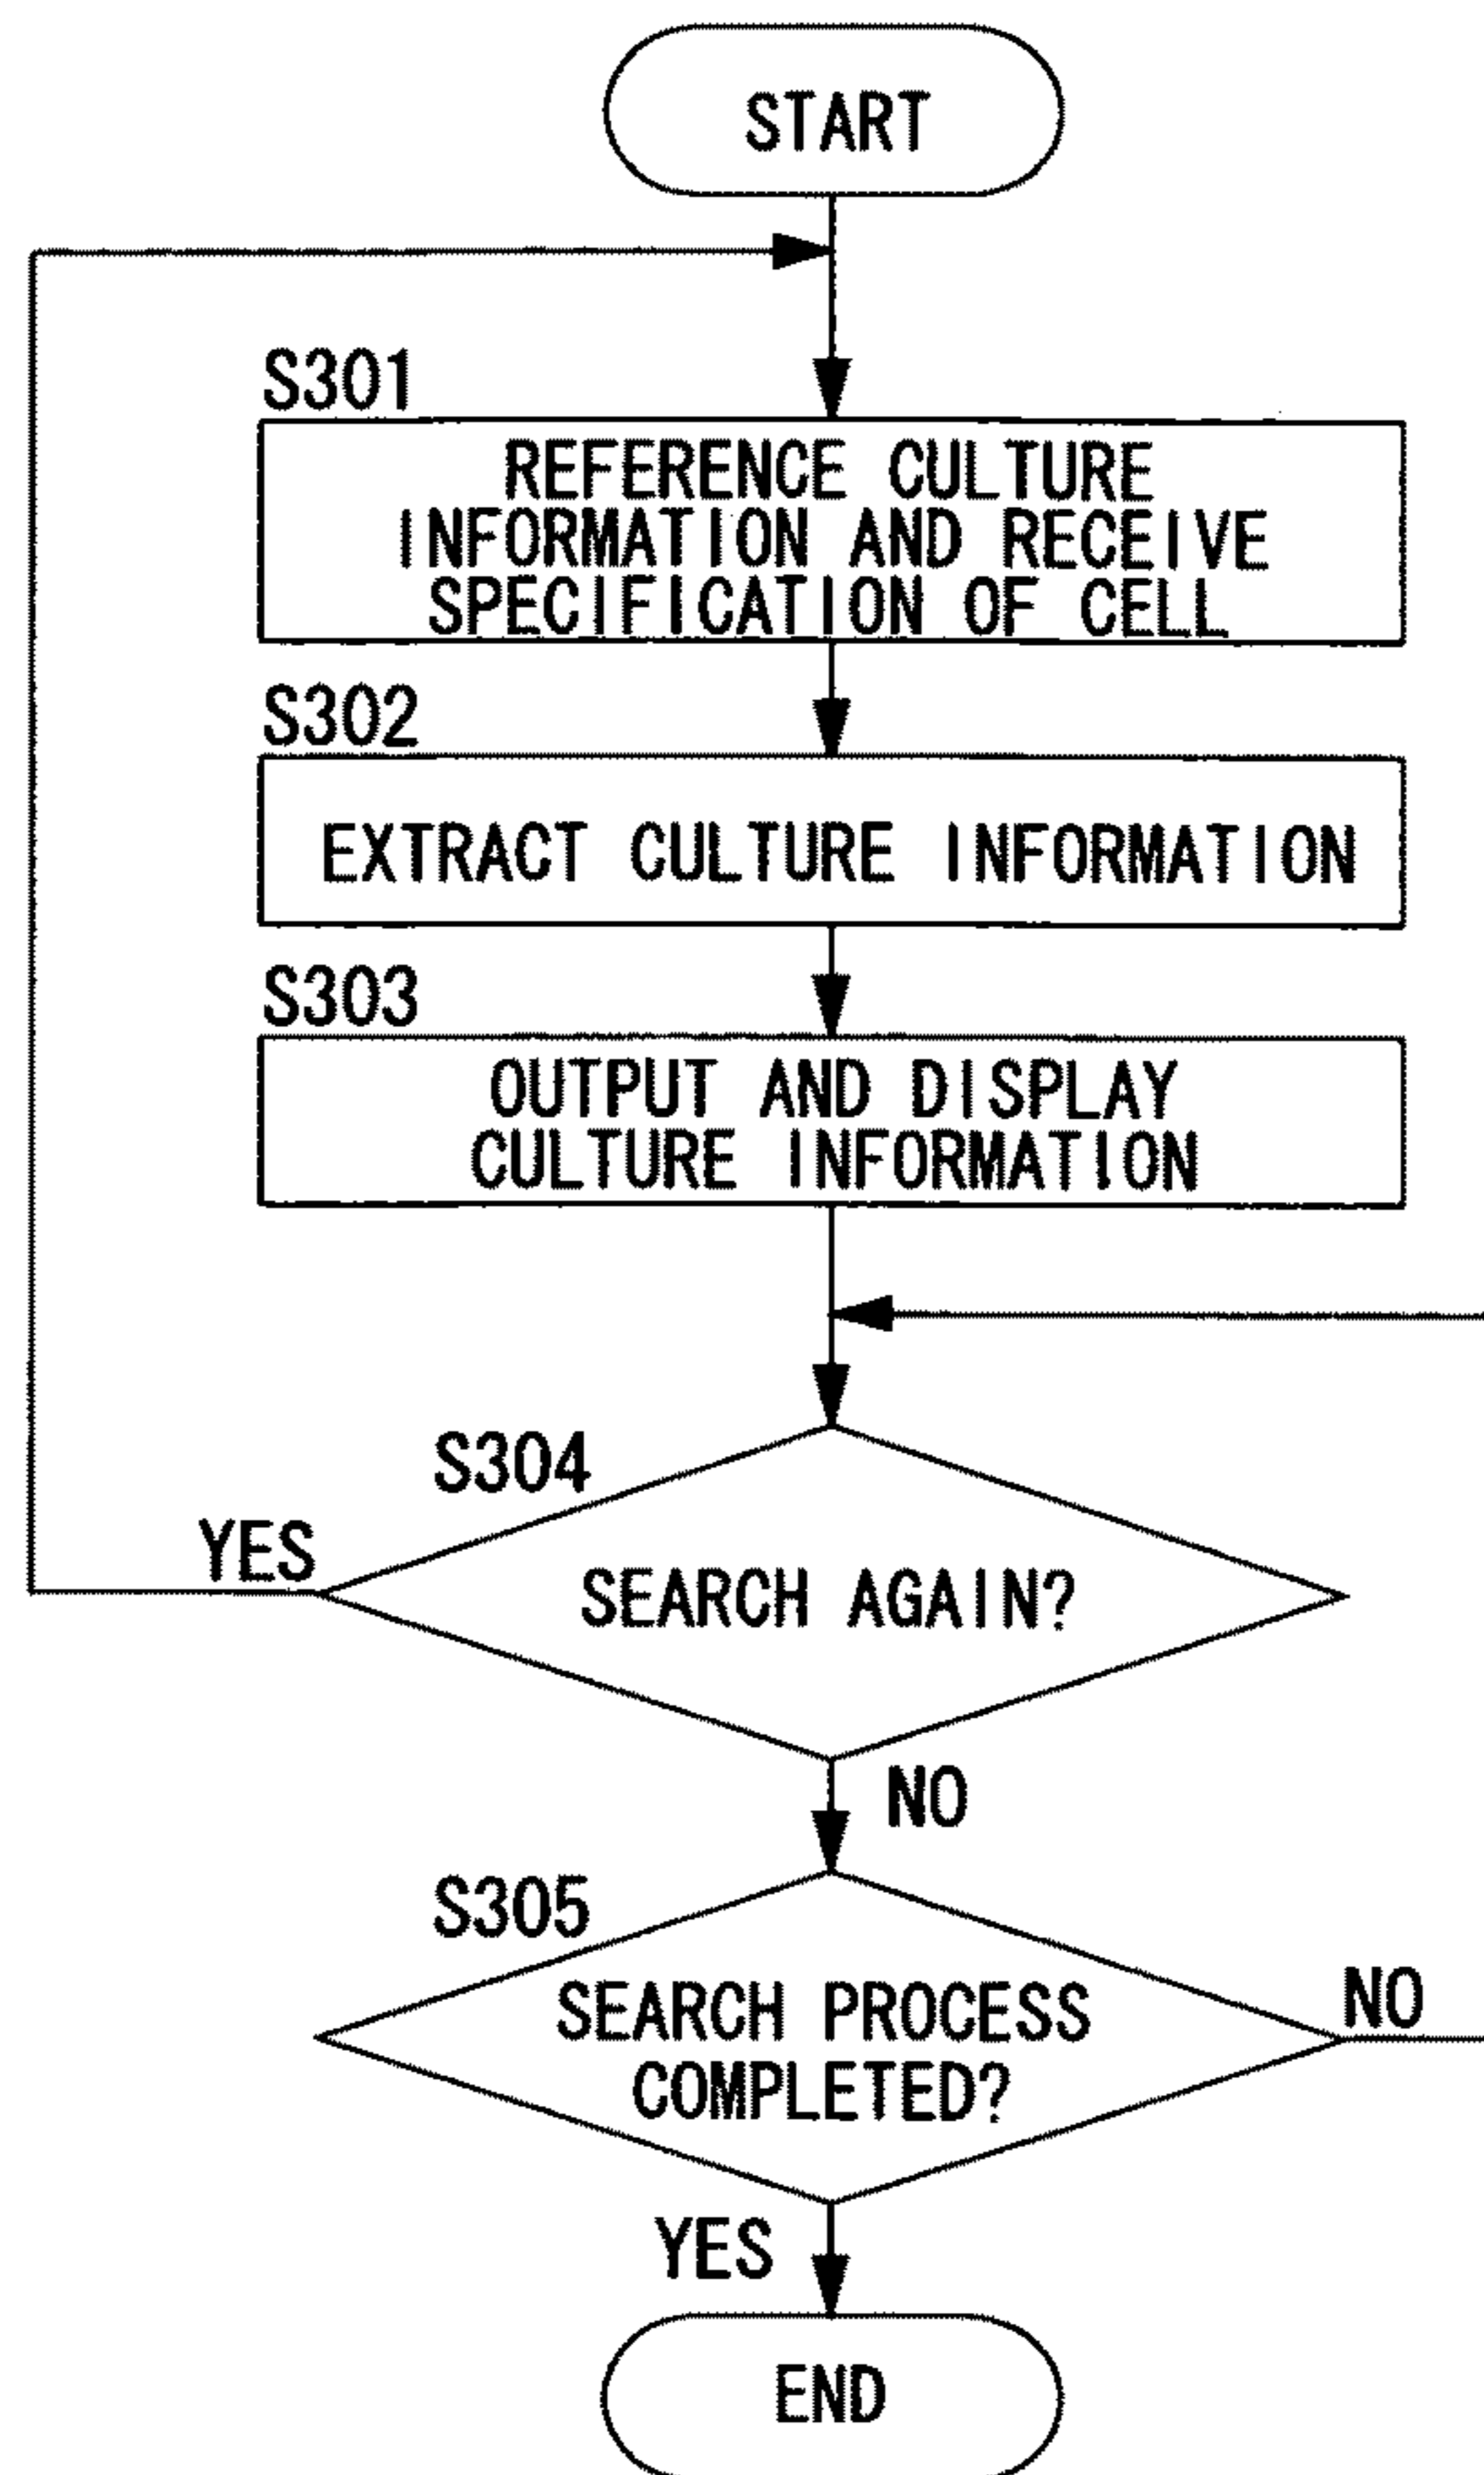 START
S301
REFERENCE CULTURE
INFORMATION AND RECEIVE
SPECIFICATION OF CELL
S302
EXTRACT CULTURE INFORMATION
S303
OUTPUT AND DISPLAY
CULTURE INFORMATION
S304
YES
SEARCH AGAIN?
NO
S305
SEARCH PROCESS
COMPLETED?
NO
YES
END